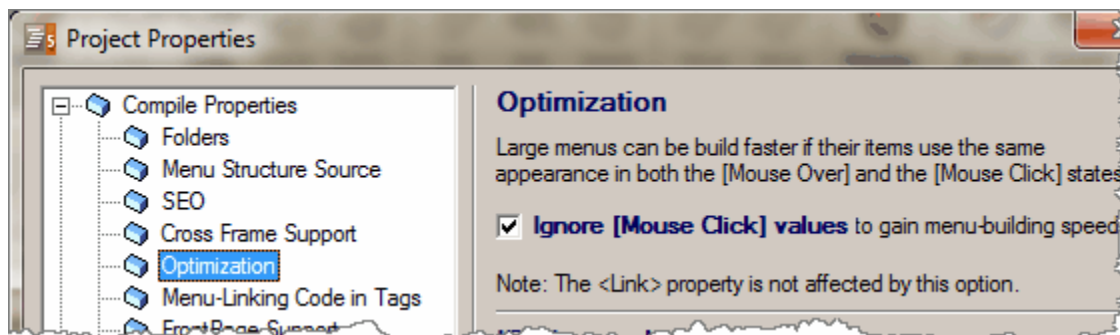 Project Properties
Compile Properties
Folders
Menu Structure Source
SEO
Cross Frame Support
Optimization
Menu-Linking Code in Tags
FrontPage Support
Optimization
Large menus can be build faster if their items use the same
appearance in both the [Mouse Over] and the [Mouse Click] states
Ignore [Mouse Click] values to gain menu-building speed
Note: The <Link> property is not affected by this option.